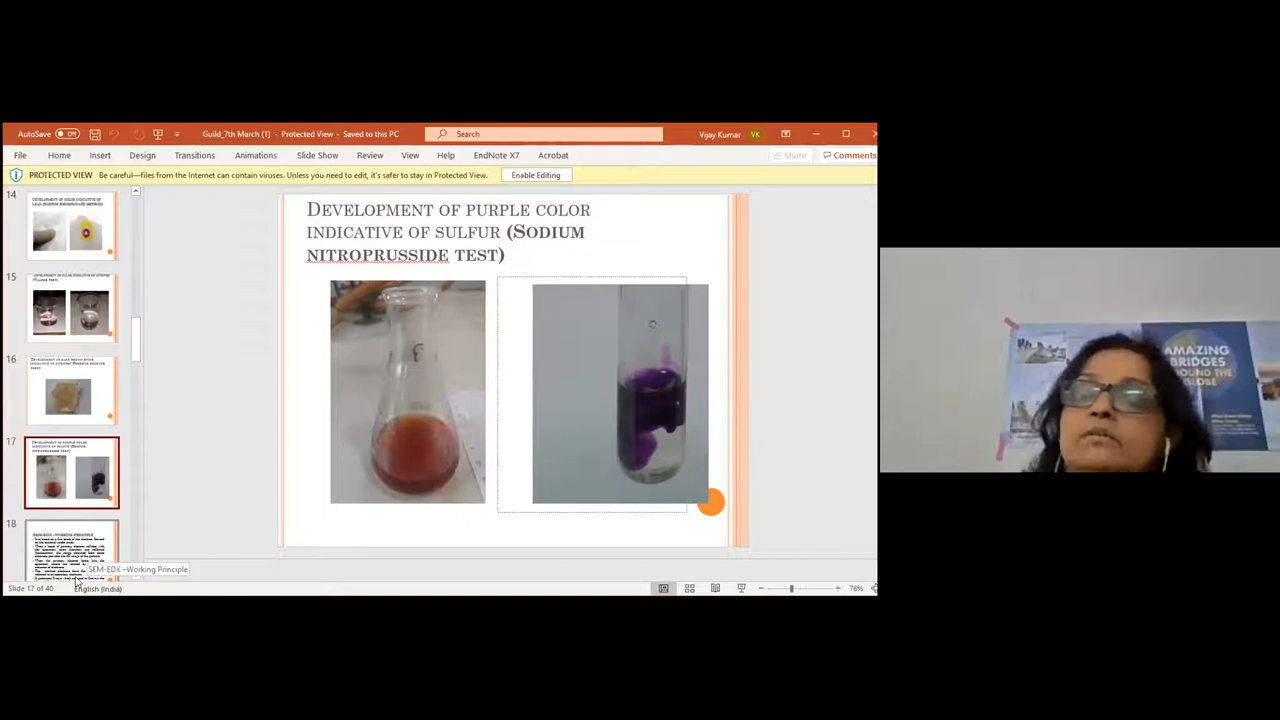 AutoSave Off
Guild_7th March (1) - Protected View - Saved to this PC
Search
Vijay Kumar VK
File Home Insert Design Transitions Animations Slide Show Review View Help EndNote X7 Acrobat
Share Comments
PROTECTED VIEW Be careful—files from the Internet can contain viruses. Unless you need to edit, it's safer to stay in Protected View.
Enable Editing
14
15
16
17
18
SEM-EDX –Working Principle
DEVELOPMENT OF PURPLE COLOR
INDICATIVE OF SULFUR (SODIUM
NITROPRUSSIDE TEST)
Slide 17 of 40
English (India)
76%
AMAZING
BRIDGES
THE
GLOBE